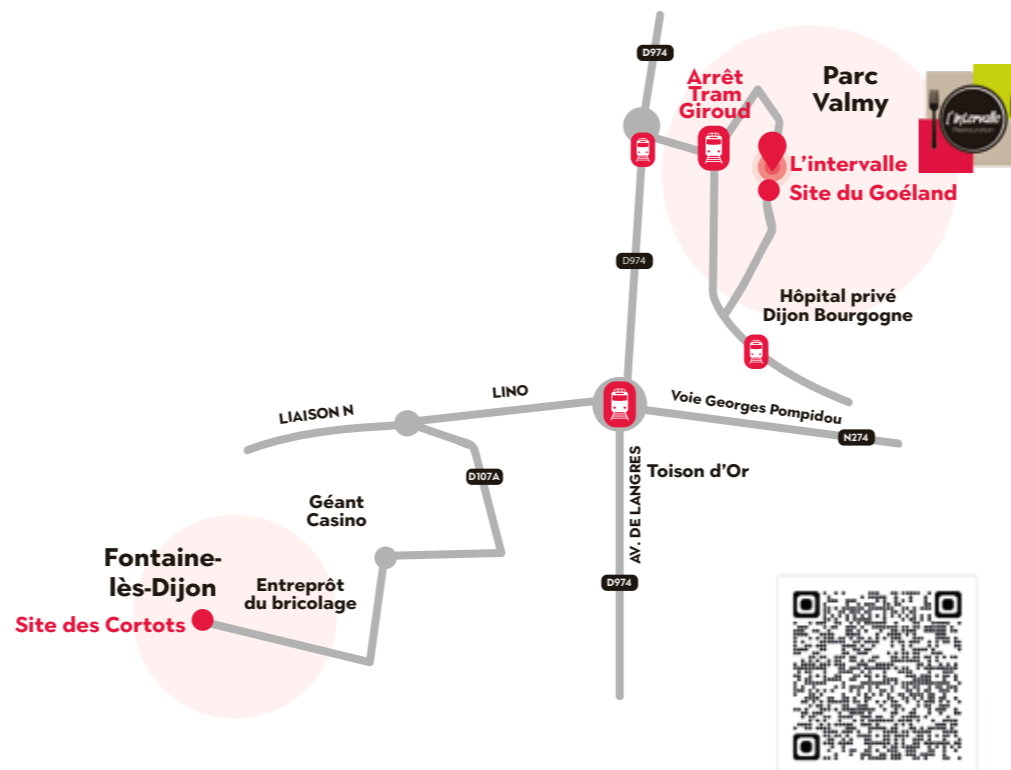 D974
Arrêt
Tram
Giroud
Parc
Valmy
l'intervalle
Restauration
L'intervalle
Site du Goéland
D974
Hôpital privé
Dijon Bourgogne
LIAISON N
LINO
Voie Georges Pompidou
N274
D107A
AV. DE LANGRES
Toison d'Or
Géant
Casino
Fontaine-
lès-Dijon
Entreprôt
du bricolage
D974
Site des Cortots